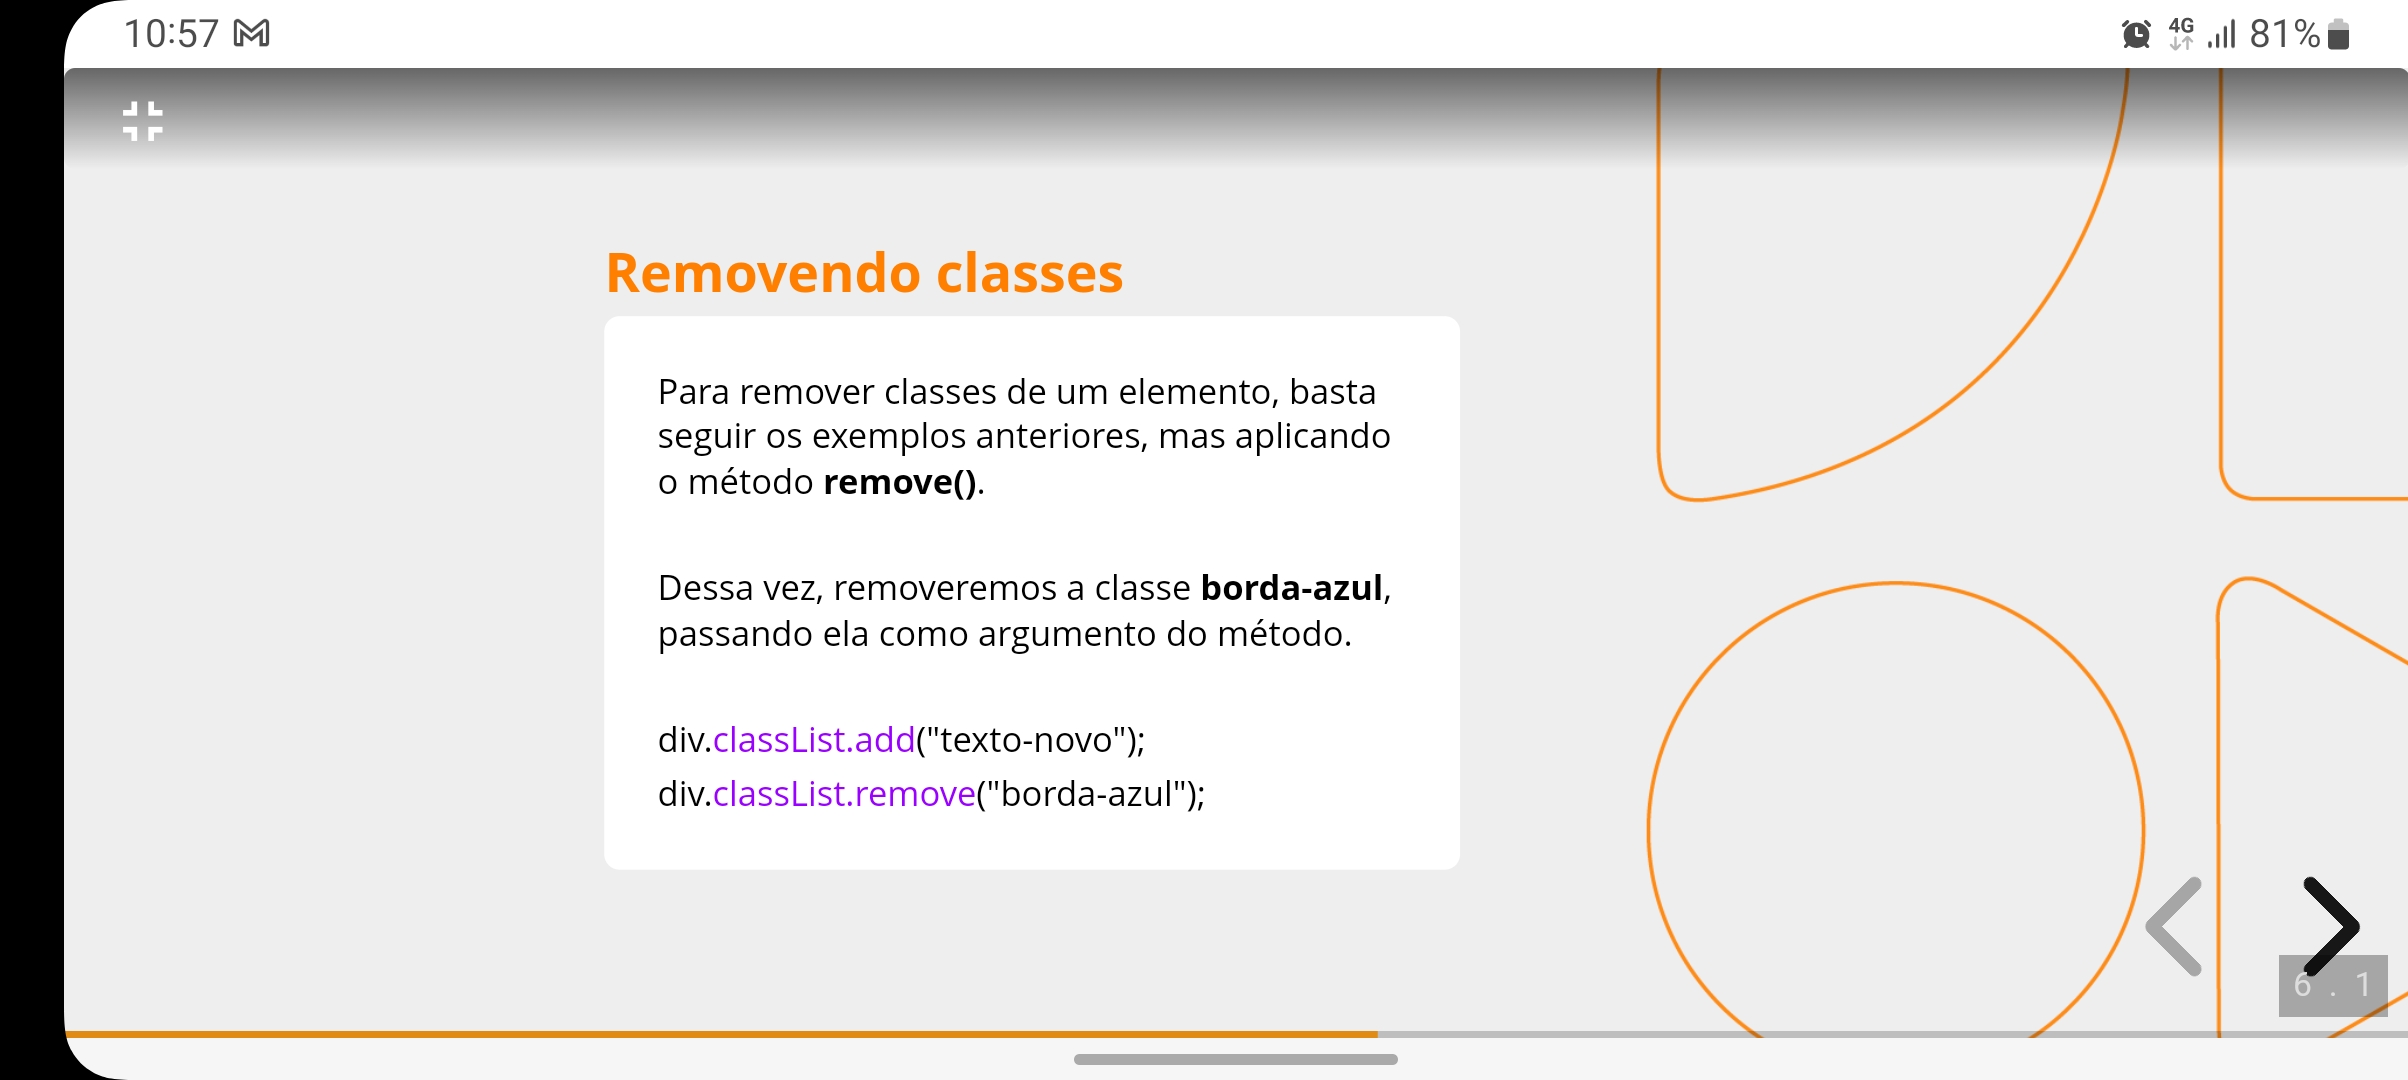 10:57
4G
81%
Removendo classes
Para remover classes de um elemento, basta
seguir os exemplos anteriores, mas aplicando
o método remove().
Dessa vez, removeremos a classe borda-azul,
passando ela como argumento do método.
div.classList.add("texto-novo");
div.classList.remove("borda-azul");
6 . 1